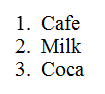 1. Cafe
2. Milk
3. Coca